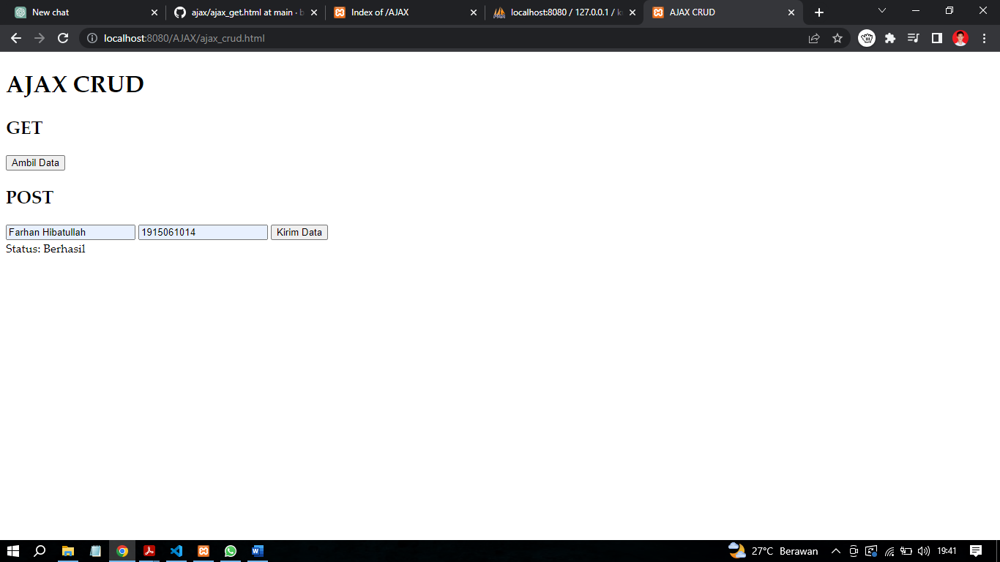 New chat
ajax/ajax_get.html at main · b
Index of /AJAX
localhost:8080 / 127.0.0.1 /
AJAX CRUD
localhost:8080/AJAX/ajax_crud.html
AJAX CRUD
GET
Ambil Data
POST
Farhan Hibatullah 1915061014 Kirim Data
Status: Berhasil
27°C Berawan 19:41